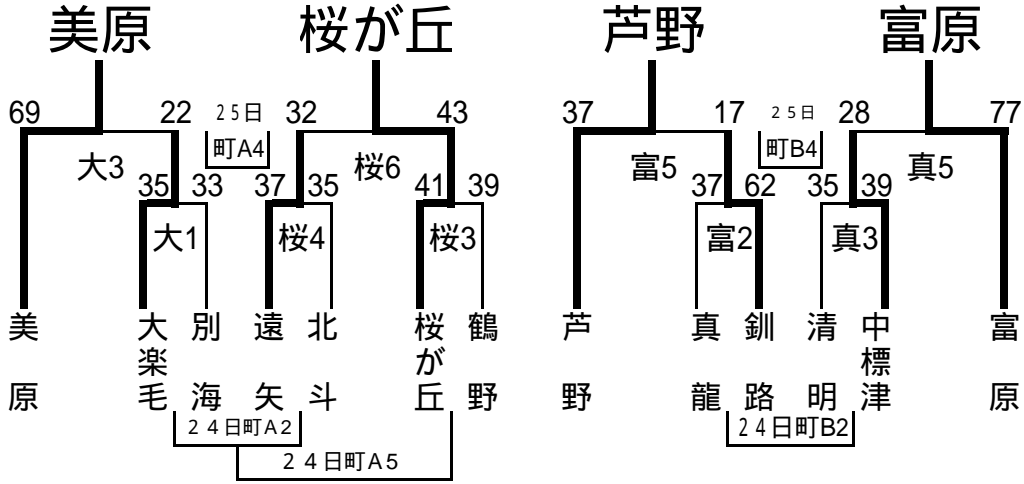 美原 桜が丘 芦野 富原
69 22 25日 32 43 37 17 25日 28 77
町A4 町B4
大3 桜6 富5 真5
35 33 37 35 41 39 37 62 35 39
大1 桜4 桜3 富2 真3
美原 大楽毛 別海 遠矢 北斗 桜が丘 鶴野 芦野 真龍 釧路 清明 中標津 富原
24日町A2 24日町B2
24日町A5